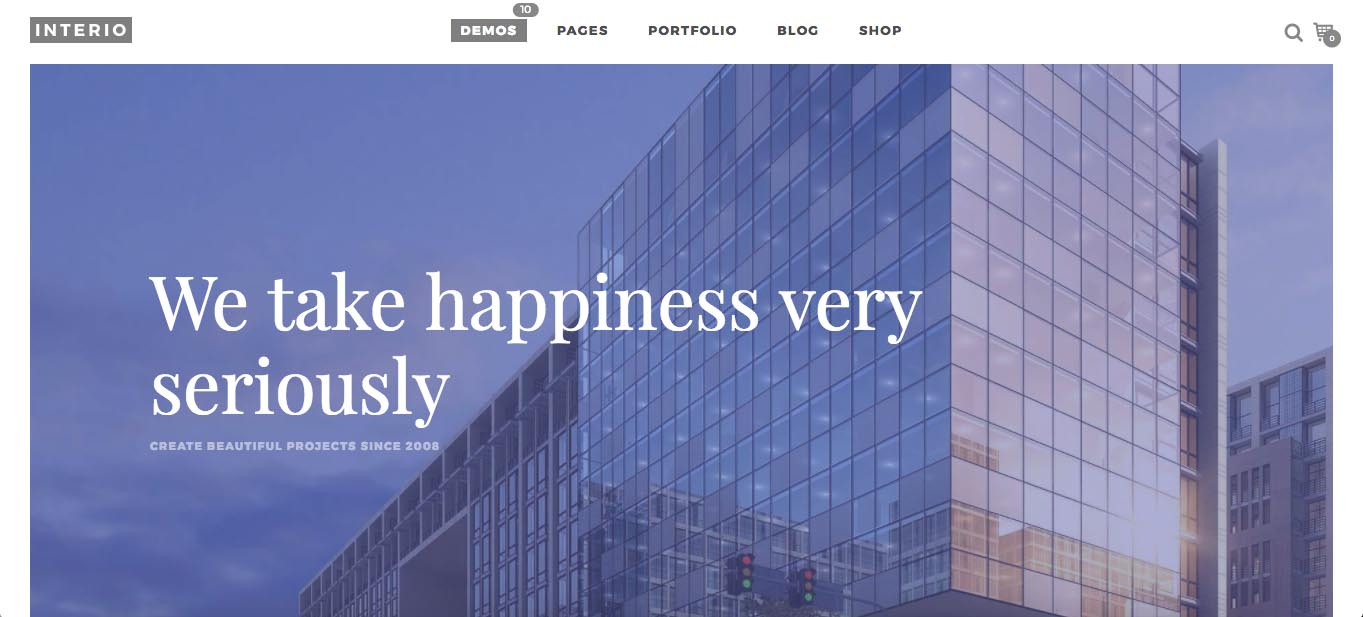 INTERIO
10
DEMOS PAGES PORTFOLIO BLOG SHOP
0
We take happiness very
seriously
CREATE BEAUTIFUL PROJECTS SINCE 2008